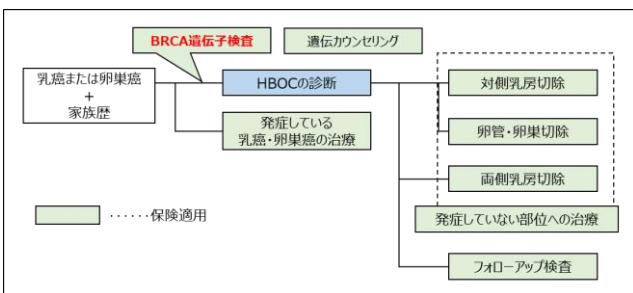 BRCA遺伝子検査
遺伝カウンセリング
乳癌または卵巣癌
+
家族歴
HBOCの診断
発症している
乳癌・卵巣癌の治療
対側乳房切除
卵管・卵巣切除
両側乳房切除
発症していない部位への治療
フォローアップ検査
‥‥‥保険適用